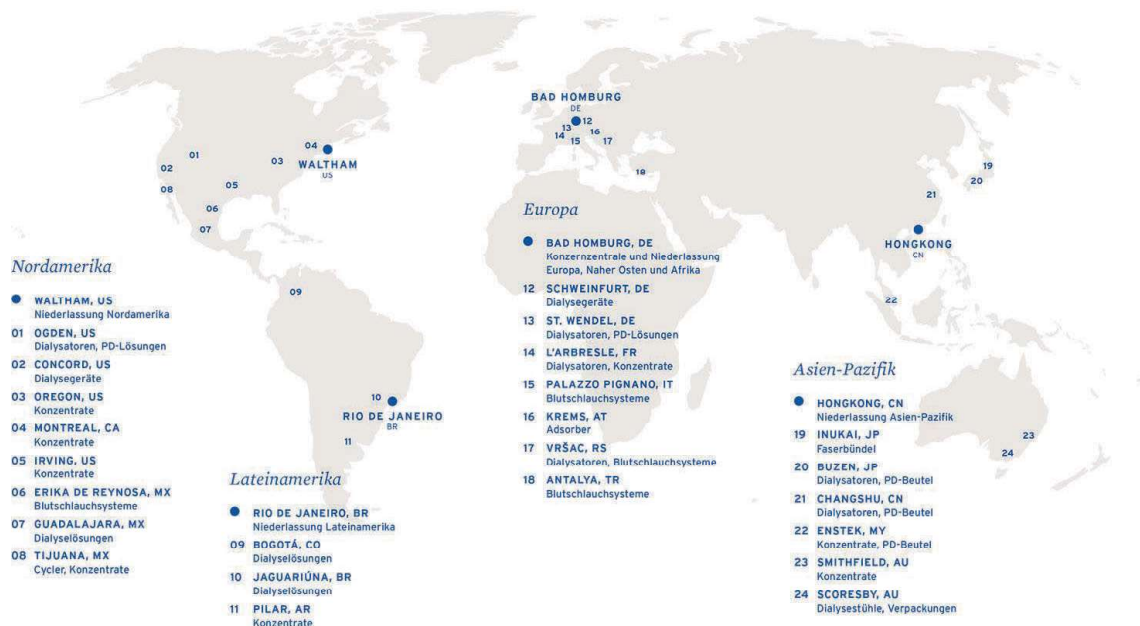 BAD HOMBURG
DE
12
13
14
16
15
17
18
04
WALTHAM
US
01
03
02
08
05
06
07
19
20
21
HONGKONG
CN
22
09
10
RIO DE JANEIRO
BR
11
23
24
Nordamerika
WALTHAM, US
Niederlassung Nordamerika
01 OGDEN, US
Dialysatoren, PD-Lösungen
02 CONCORD, US
Dialysegeräte
03 OREGON, US
Konzentrate
04 MONTREAL, CA
Konzentrate
05 IRVING, US
Konzentrate
06 ERIKA DE REYNOSA, MX
Blutschlauchsysteme
07 GUADALAJARA, MX
Dialyselösungen
08 TIJUANA, MX
Cycler, Konzentrate
Lateinamerika
RIO DE JANEIRO, BR
Niederlassung Lateinamerika
09 BOGOTÁ, CO
Dialyselösungen
10 JAGUARIÚNA, BR
Dialyselösungen
11 PILAR, AR
Konzentrate
Europa
BAD HOMBURG, DE
Konzernzentrale und Niederlassung
Europa, Naher Osten und Afrika
12 SCHWEINFURT, DE
Dialysegeräte
13 ST. WENDEL, DE
Dialysatoren, PD-Lösungen
14 L'ARBRESLE, FR
Dialysatoren, Konzentrate
15 PALAZZO PIGNANO, IT
Blutschlauchsysteme
16 KREMS, AT
Adsorber
17 VRŠAC, RS
Dialysatoren, Blutschlauchsysteme
18 ANTALYA, TR
Blutschlauchsysteme
Asien-Pazifik
HONGKONG, CN
Niederlassung Asien-Pazifik
19 INUKAI, JP
Faserbündel
20 BUZEN, JP
Dialysatoren, PD-Beutel
21 CHANGSHU, CN
Dialysatoren, PD-Beutel
22 ENSTEK, MY
Konzentrate, PD-Beutel
23 SMITHFIELD, AU
Konzentrate
24 SCORESBY, AU
Dialysestühle, Verpackungen